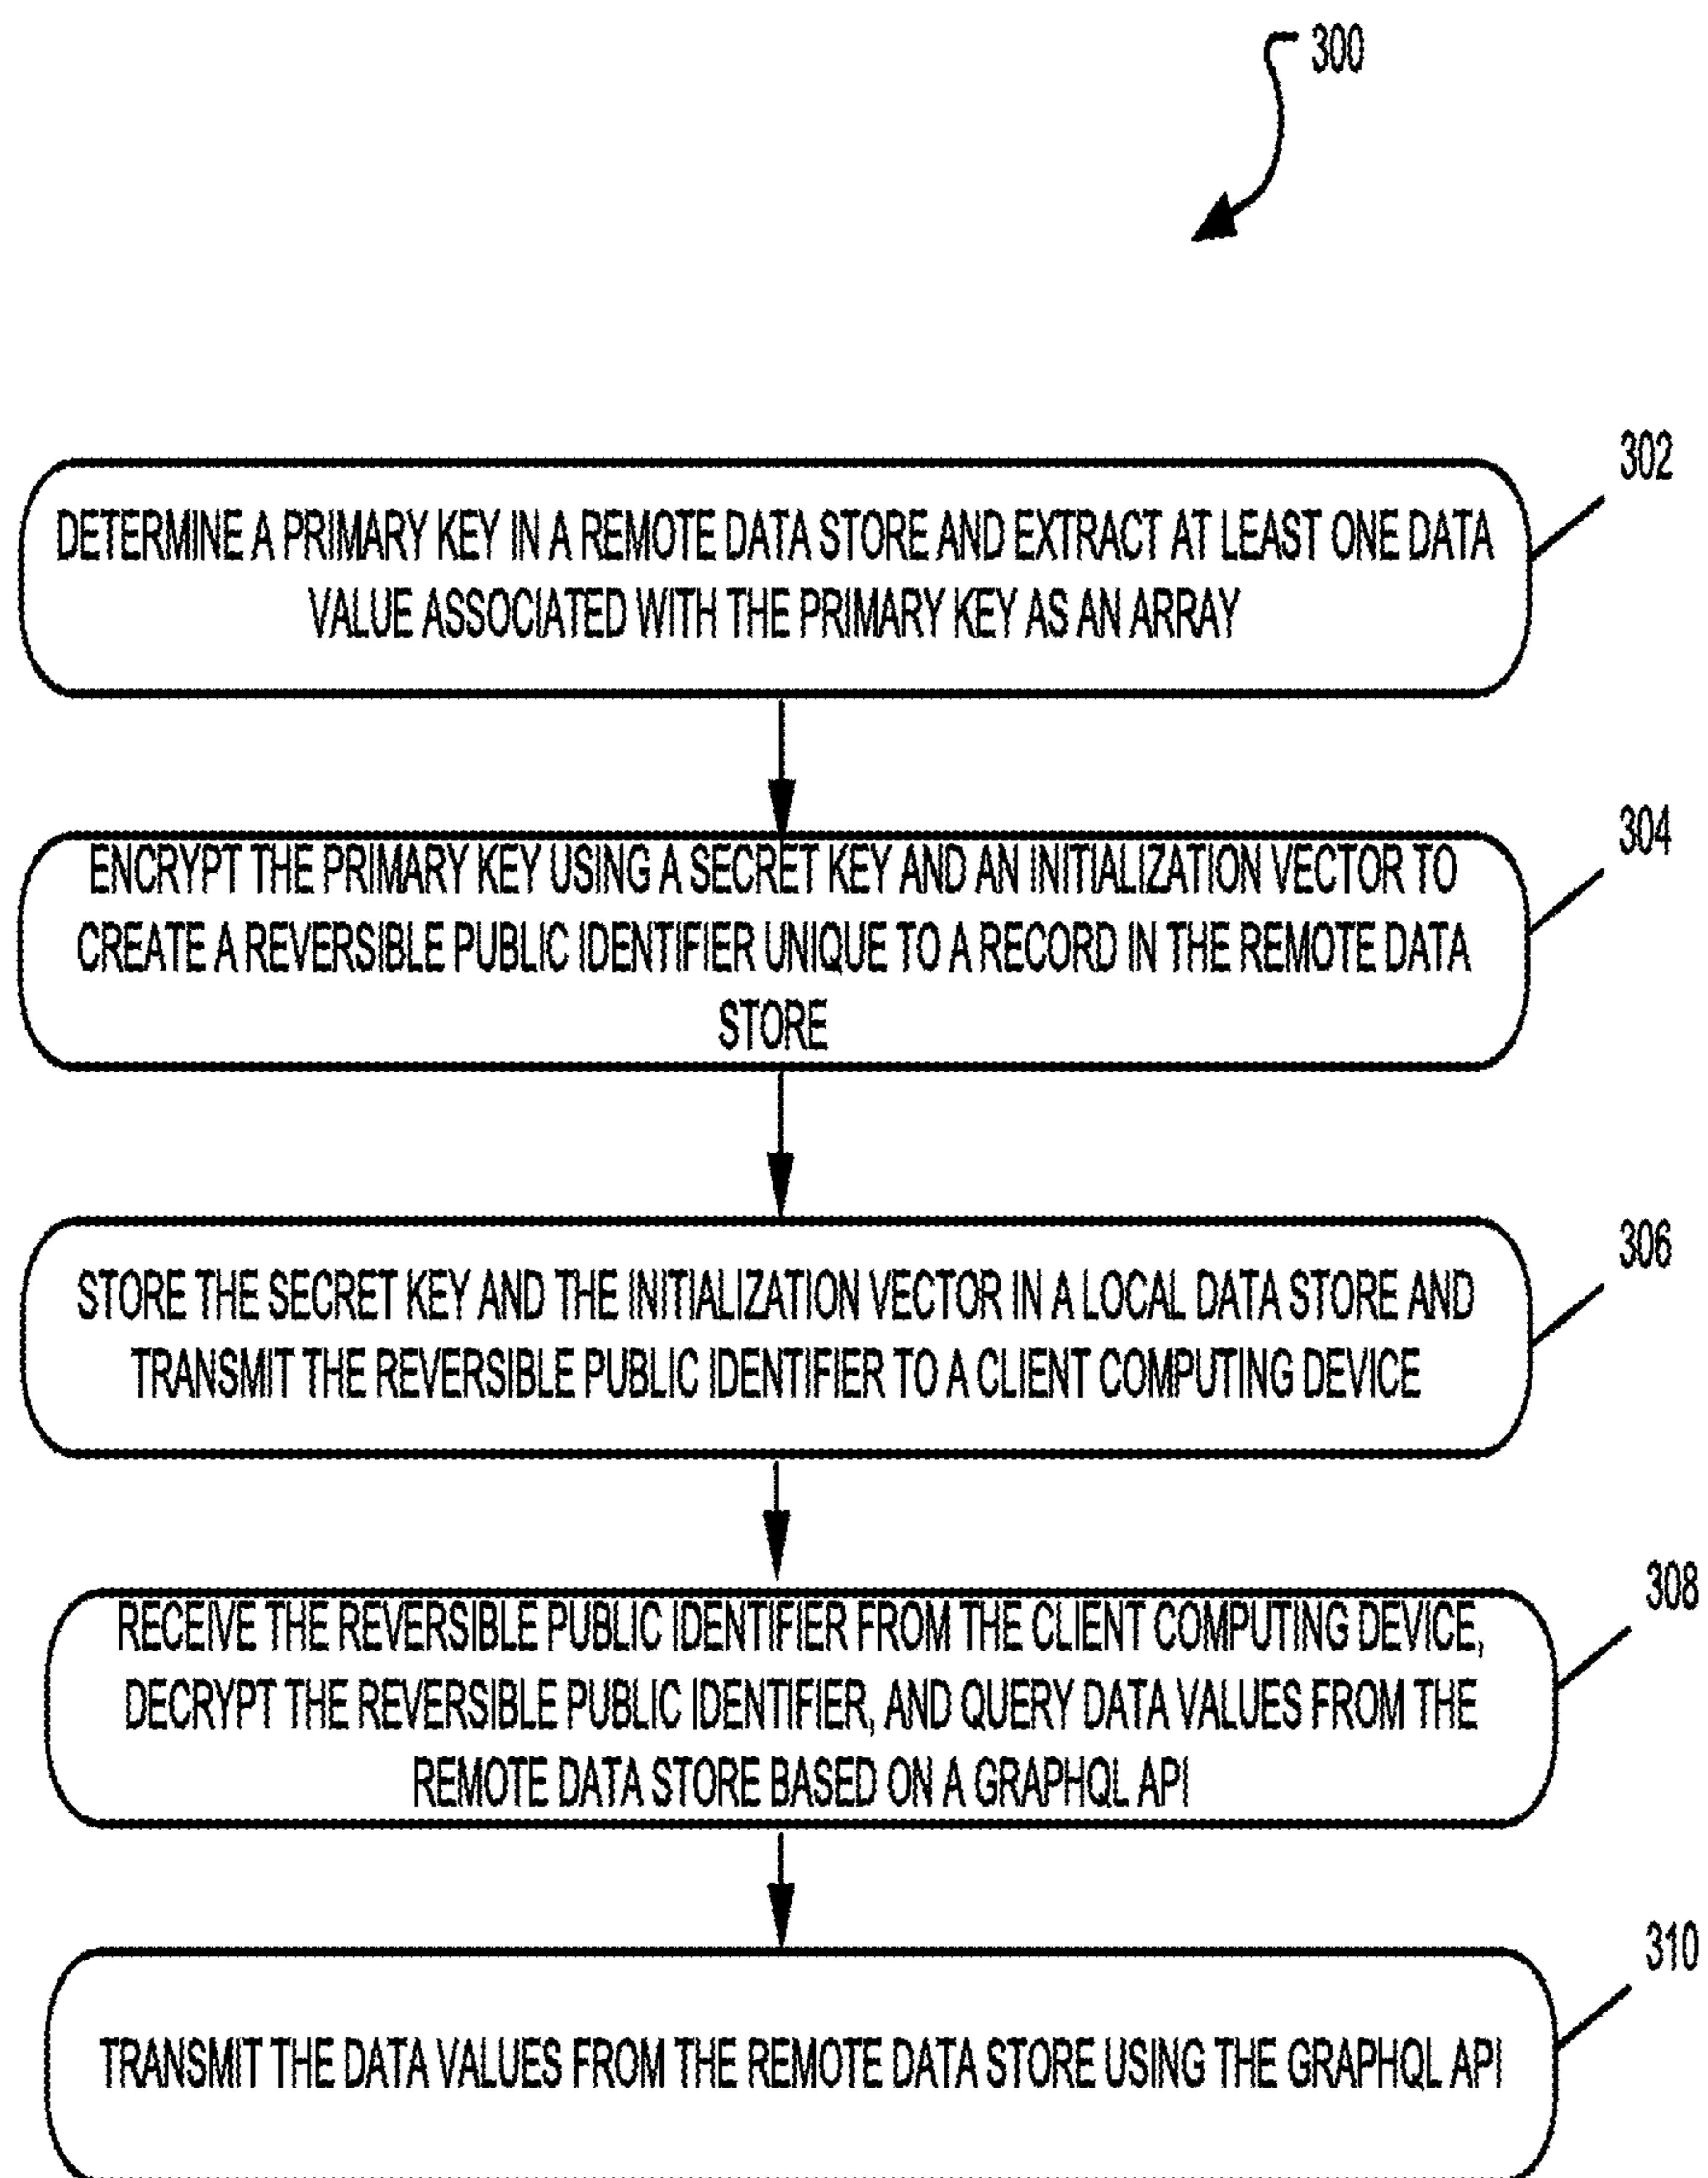 300
302
DETERMINE A PRIMARY KEY IN A REMOTE DATA STORE AND EXTRACT AT LEAST ONE DATA
VALUE ASSOCIATED WITH THE PRIMARY KEY AS AN ARRAY
304
ENCRYPT THE PRIMARY KEY USING A SECRET KEY AND AN INITIALIZATION VECTOR TO
CREATE A REVERSIBLE PUBLIC IDENTIFIER UNIQUE TO A RECORD IN THE REMOTE DATA
STORE
306
STORE THE SECRET KEY AND THE INITIALIZATION VECTOR IN A LOCAL DATA STORE AND
TRANSMIT THE REVERSIBLE PUBLIC IDENTIFIER TO A CLIENT COMPUTING DEVICE
308
RECEIVE THE REVERSIBLE PUBLIC IDENTIFIER FROM THE CLIENT COMPUTING DEVICE,
DECRYPT THE REVERSIBLE PUBLIC IDENTIFIER, AND QUERY DATA VALUES FROM THE
REMOTE DATA STORE BASED ON A GRAPHQL API
310
TRANSMIT THE DATA VALUES FROM THE REMOTE DATA STORE USING THE GRAPHQL API